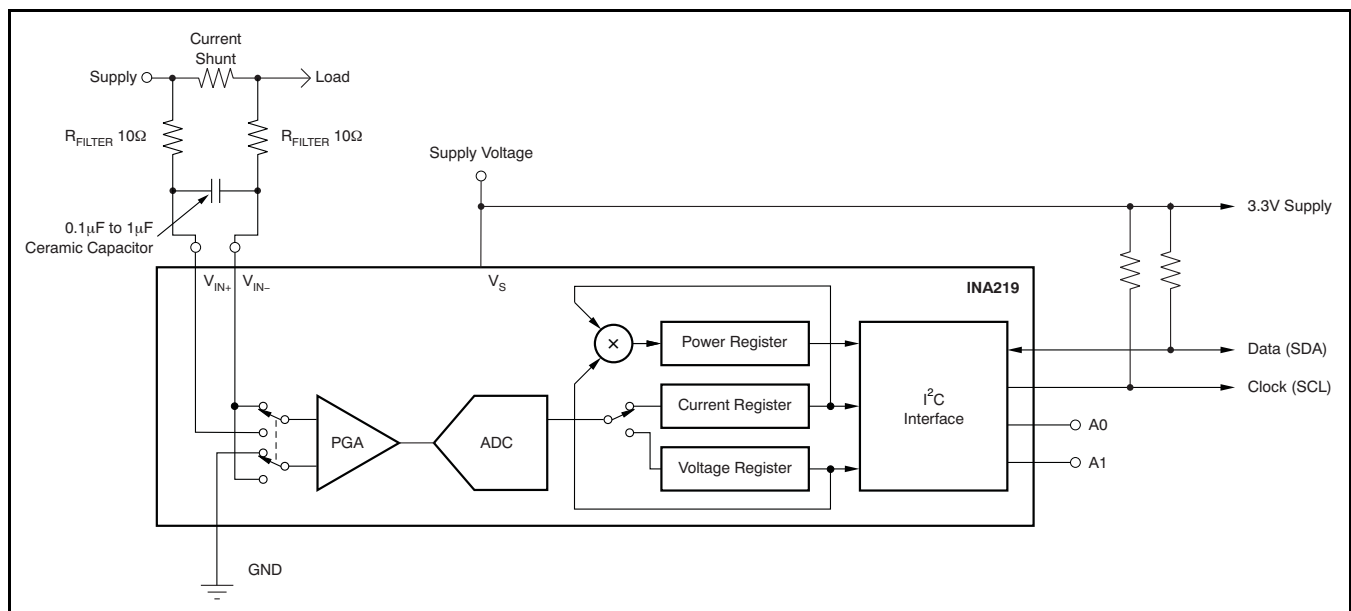 Current
Shunt
Supply
Load
R_FILTER 10Ω
R_FILTER 10Ω
Supply Voltage
0.1μF to 1μF
Ceramic Capacitor
3.3V Supply
V_IN+
V_IN–
V_S
INA219
×
Power Register
Data (SDA)
Clock (SCL)
I²C
Interface
Current Register
PGA
ADC
A0
Voltage Register
A1
GND